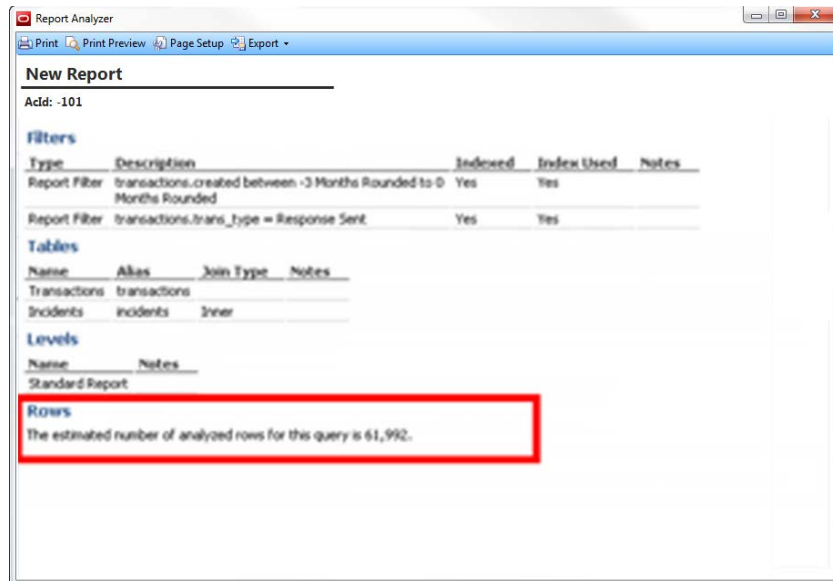 Report Analyzer
Print Print Preview Page Setup Export
New Report
AcId: -101
Filters
Type Description Indexed Index Used Notes
Report Filter transactions.created between -3 Months Rounded to 0 Yes Yes
Months Rounded
Report Filter transactions.trans_type = Response Sent Yes Yes
Tables
Name Alias Join Type Notes
Transactions transactions
Incidents incidents Inner
Levels
Name Notes
Standard Report
Rows
The estimated number of analyzed rows for this query is 61,992.